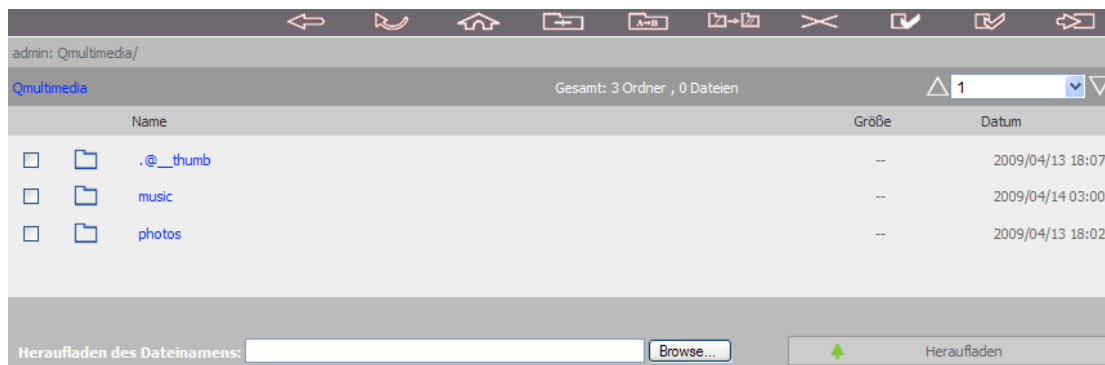 A→B
admin: Qmultimedia/
Qmultimedia Gesamt: 3 Ordner , 0 Dateien 1
Name Größe Datum
.@__thumb -- 2009/04/13 18:07
music -- 2009/04/14 03:00
photos -- 2009/04/13 18:02
Heraufladen des Dateinamens: Browse... Heraufladen